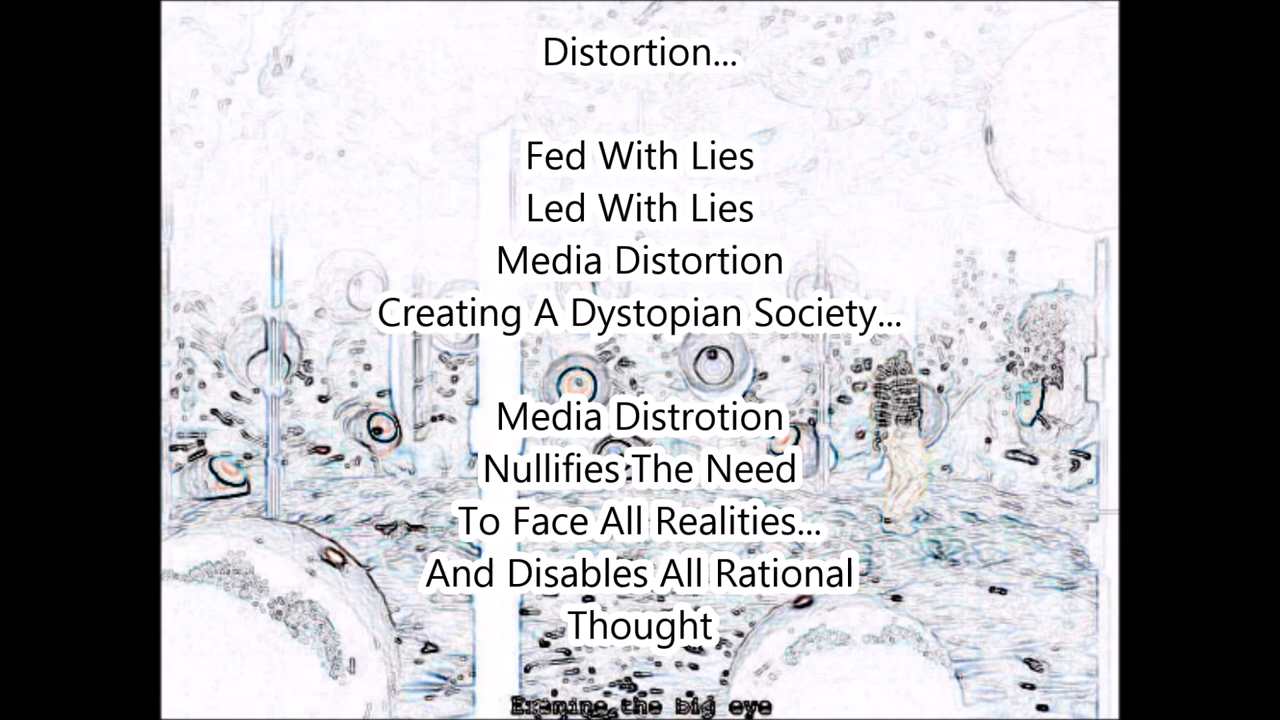 Distortion...
Fed With Lies
Led With Lies
Media Distortion
Creating A Dystopian Society...
Media Distrotion
Nullifies The Need
To Face All Realities...
And Disables All Rational
Thought
Examine the big eye